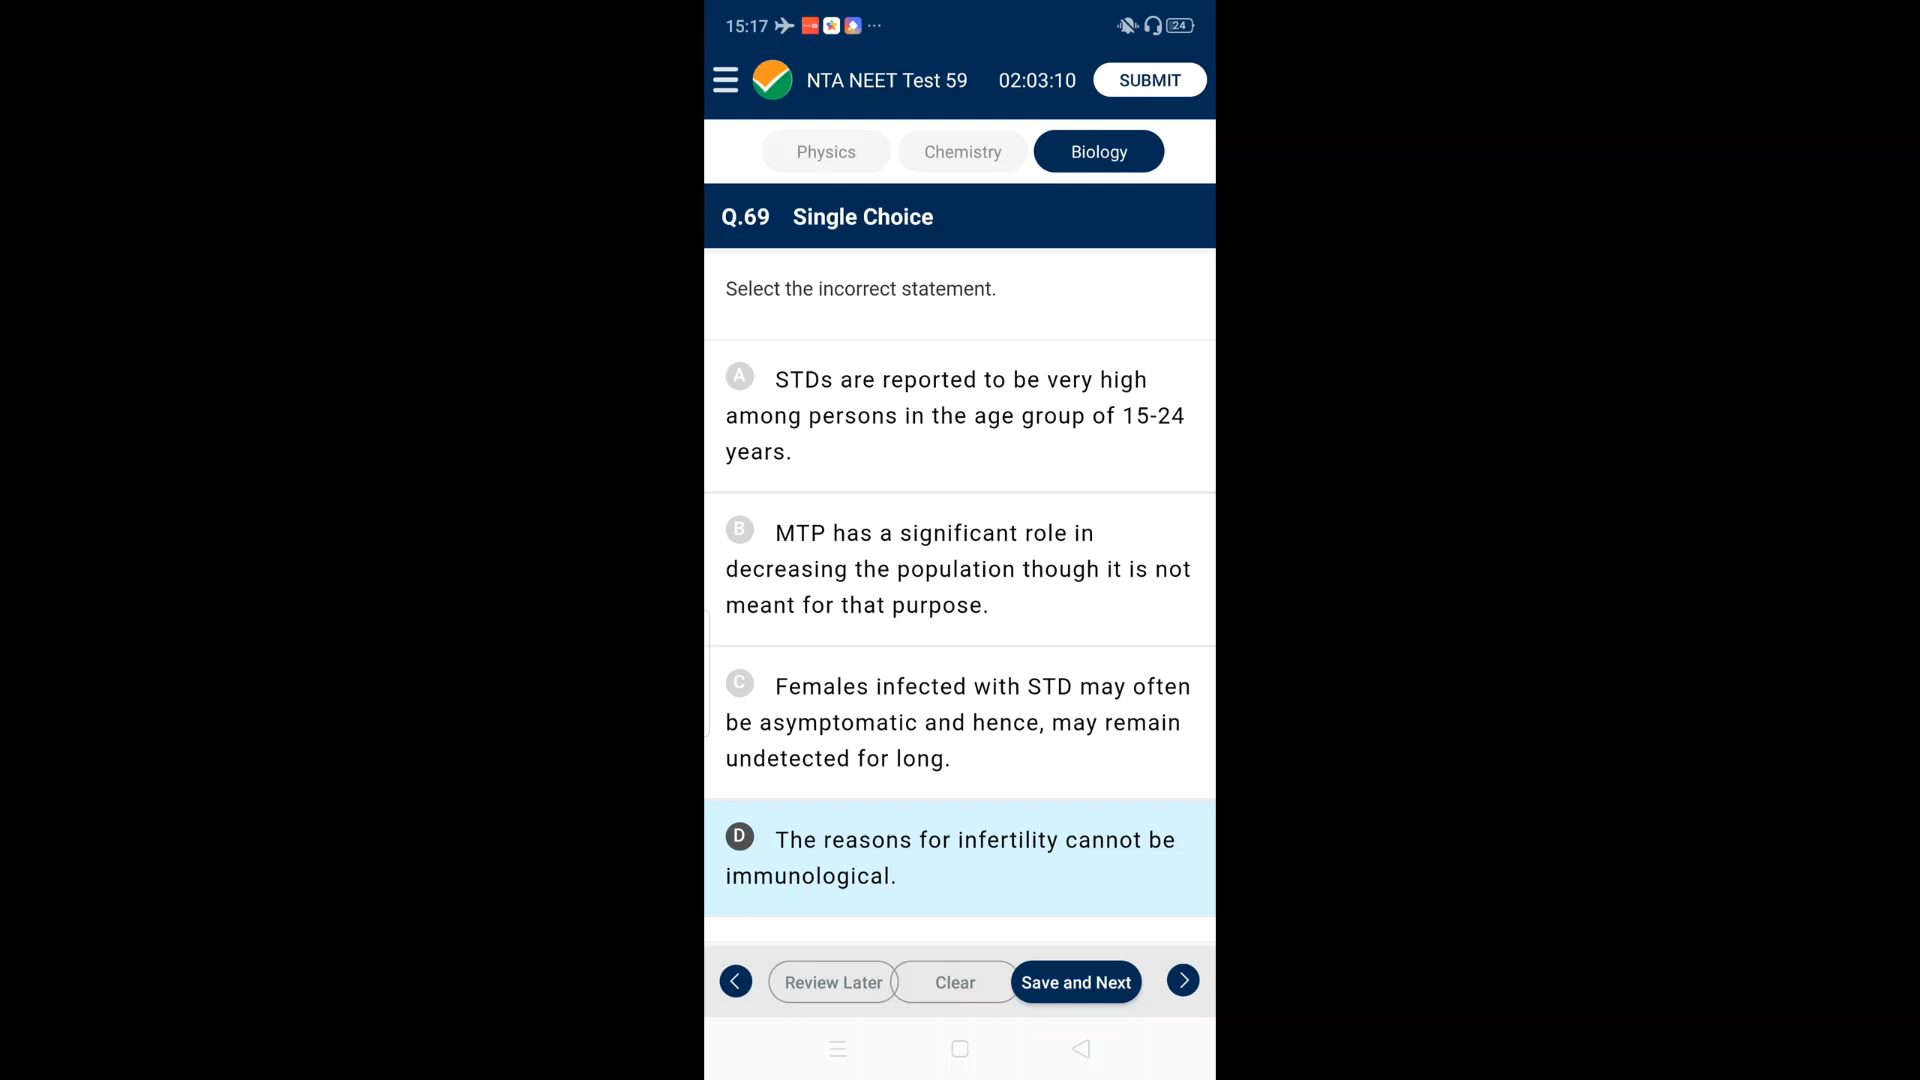 15:17 ··· 24
NTA NEET Test 59 02:03:10 SUBMIT
Physics Chemistry Biology
Q.69 Single Choice
Select the incorrect statement.
A STDs are reported to be very high
among persons in the age group of 15-24
years.
B MTP has a significant role in
decreasing the population though it is not
meant for that purpose.
C Females infected with STD may often
be asymptomatic and hence, may remain
undetected for long.
D The reasons for infertility cannot be
immunological.
Review Later Clear Save and Next